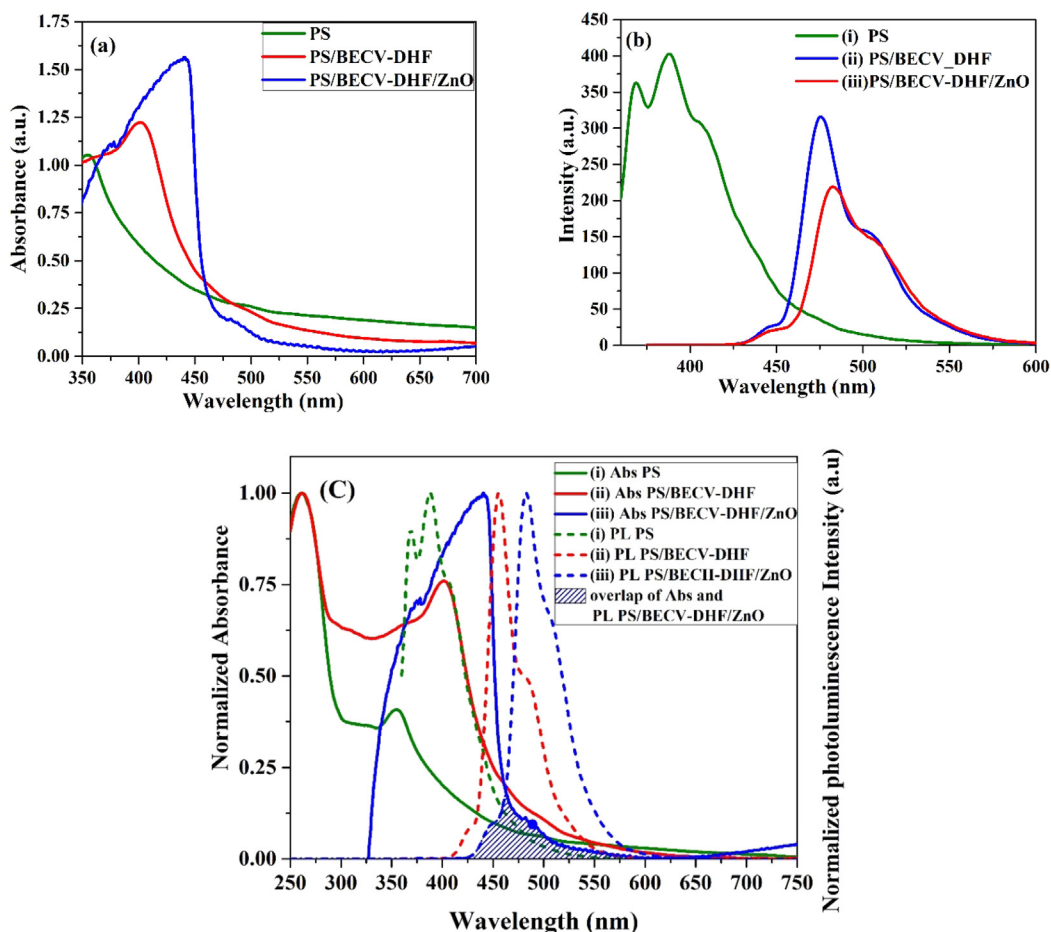 (a)
PS
PS/BECV-DHF
PS/BECV-DHF/ZnO
Absorbance (a.u.)
1.75
1.50
1.25
1.00
0.75
0.50
0.25
0.00
350 400 450 500 550 600 650 700
Wavelength (nm)
(b)
(i) PS
(ii) PS/BECV_DHF
(iii)PS/BECV-DHF/ZnO
Intensity (a.u.)
450
400
350
300
250
200
150
100
50
0
400 450 500 550 600
Wavelength (nm)
(C)
(i) Abs PS
(ii) Abs PS/BECV-DHF
(iii) Abs PS/BECV-DHF/ZnO
(i) PL PS
(ii) PL PS/BECV-DHF
(iii) PL PS/BECH-DHF/ZnO
overlap of Abs and
PL PS/BECV-DHF/ZnO
Normalized Absorbance
1.00
0.75
0.50
0.25
0.00
250 300 350 400 450 500 550 600 650 700 750
Wavelength (nm)
Normalized photoluminescence Intensity (a.u)